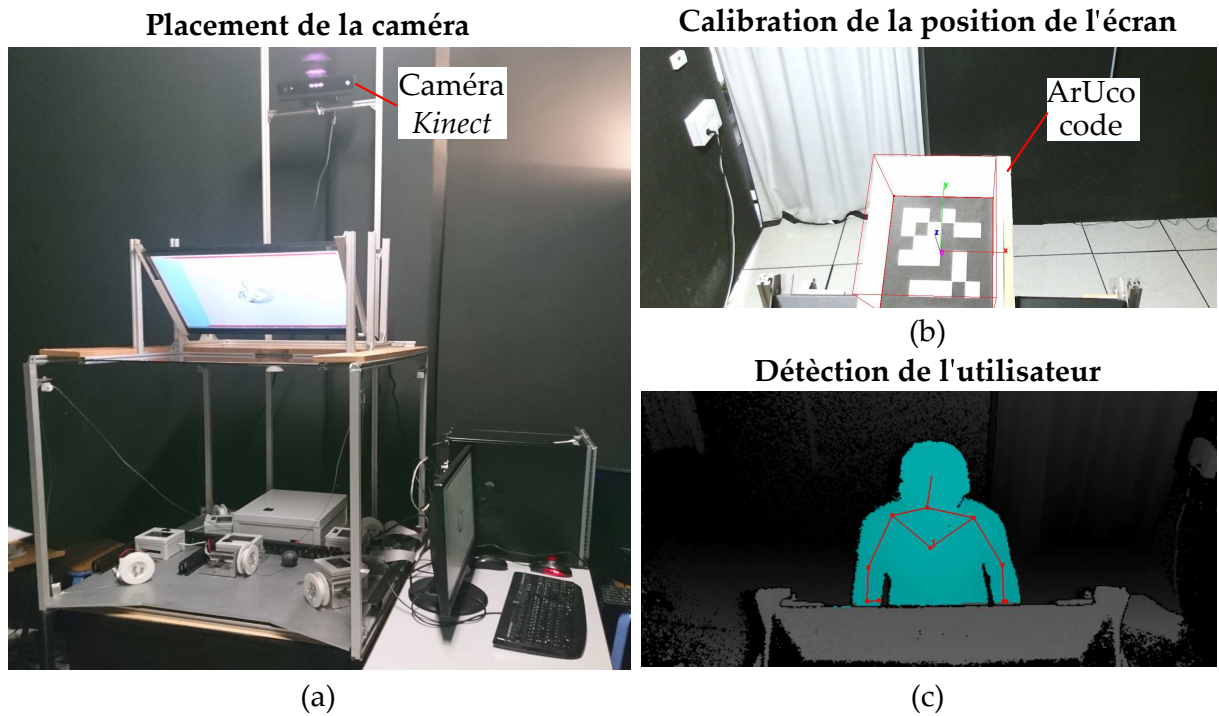 Placement de la caméra
Caméra
Kinect
(a)
Calibration de la position de l'écran
ArUco
code
y
z
x
(b)
Détèction de l'utilisateur
(c)